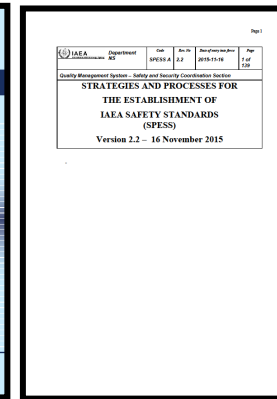 Page 1
IAEA
Department
NS
Code
SPESS A
Rev. No
2.2
Date of entry into force
2015-11-16
Page
1 of
139
Quality Management System – Safety and Security Coordination Section
STRATEGIES AND PROCESSES FOR
THE ESTABLISHMENT OF
IAEA SAFETY STANDARDS
(SPESS)
Version 2.2 – 16 November 2015